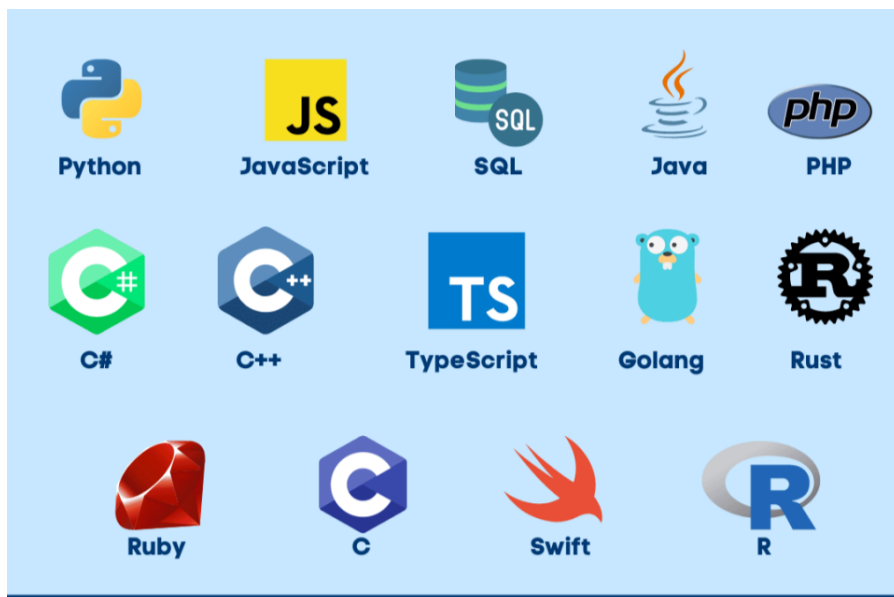 JS SQL php
Python JavaScript SQL Java PHP
C# C++ TS R
C# C++ TypeScript Golang Rust
C R
Ruby C Swift R